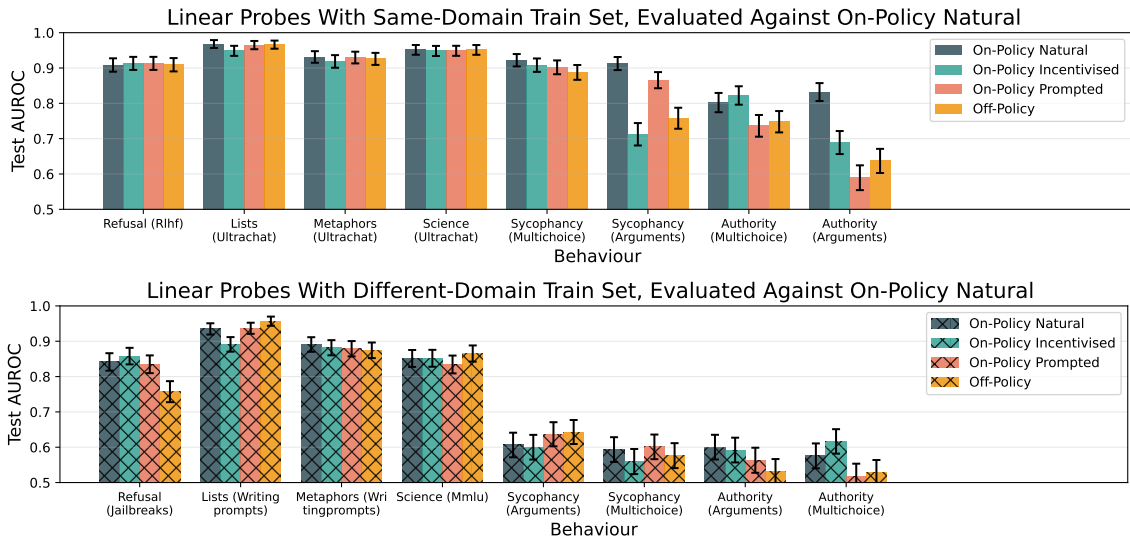 Linear Probes With Same-Domain Train Set, Evaluated Against On-Policy Natural
Test AUROC
1.0
0.9
0.8
0.7
0.6
0.5
On-Policy Natural
On-Policy Incentivised
On-Policy Prompted
Off-Policy
Refusal (Rlhf)
Lists
(Ultrachat)
Metaphors
(Ultrachat)
Science
(Ultrachat)
Sycophancy
(Multichoice)
Sycophancy
(Arguments)
Authority
(Multichoice)
Authority
(Arguments)
Behaviour
Linear Probes With Different-Domain Train Set, Evaluated Against On-Policy Natural
Test AUROC
1.0
0.9
0.8
0.7
0.6
0.5
On-Policy Natural
On-Policy Incentivised
On-Policy Prompted
Off-Policy
Refusal
(Jailbreaks)
Lists (Writing
prompts)
Metaphors (Wri
tingprompts)
Science (Mmlu)
Sycophancy
(Arguments)
Sycophancy
(Multichoice)
Authority
(Arguments)
Authority
(Multichoice)
Behaviour